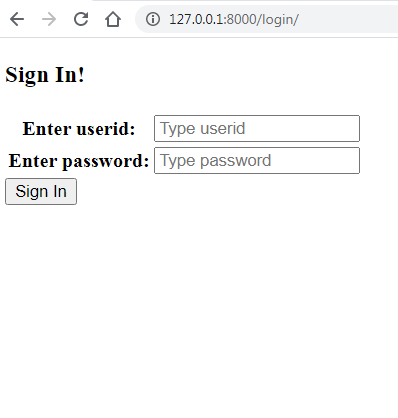 127.0.0.1:8000/login/
Sign In!
Enter userid: Type userid
Enter password: Type password
Sign In